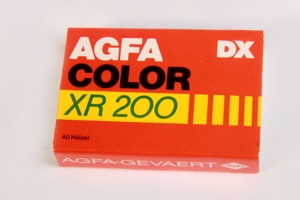 AGFA DX
COLOR
XR 200
40 Hölzer
AGFA-GEVAERT